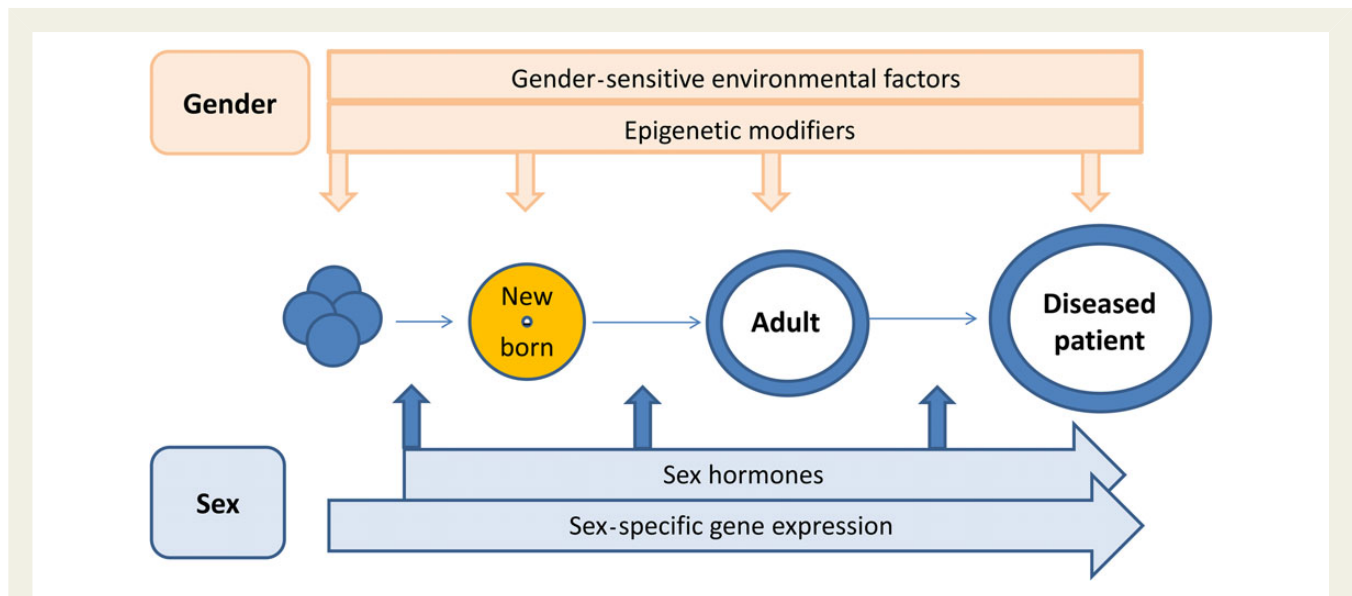 Gender
Gender-sensitive environmental factors
Epigenetic modifiers
New
born
Adult
Diseased
patient
Sex
Sex hormones
Sex-specific gene expression